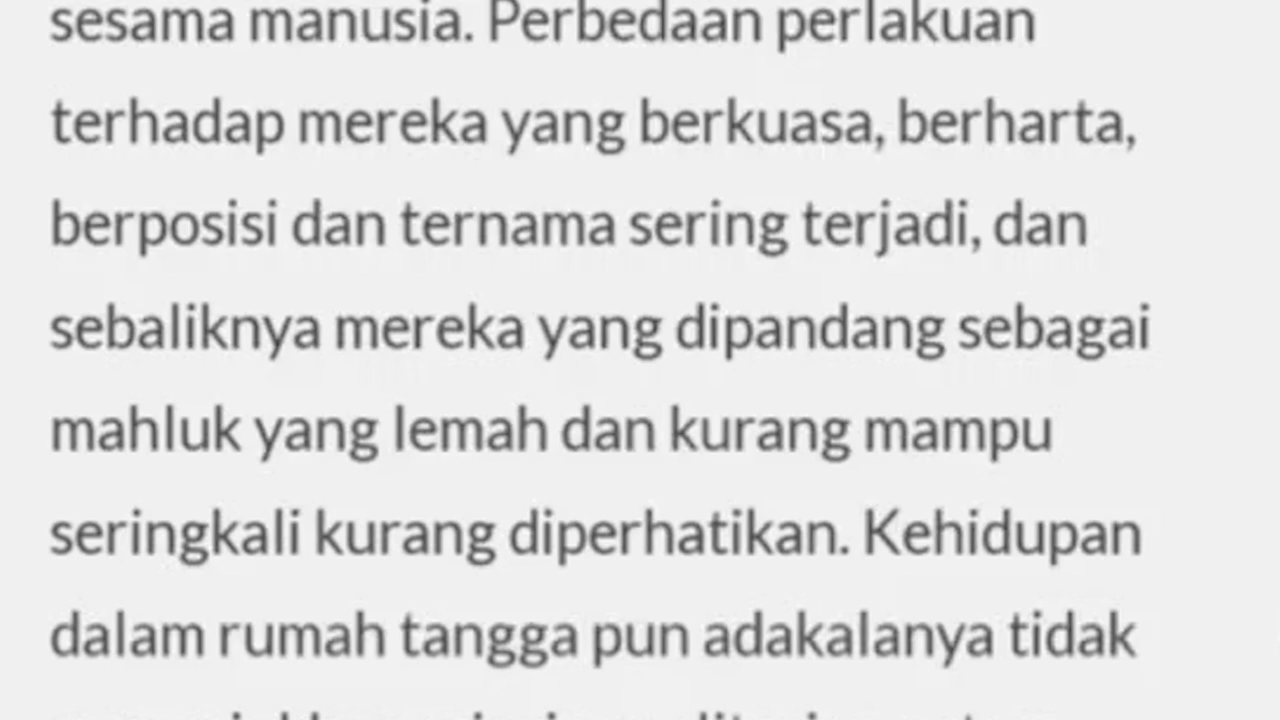 sesama manusia. Perbedaan perlakuan
terhadap mereka yang berkuasa, berharta,
berposisi dan ternama sering terjadi, dan
sebaliknya mereka yang dipandang sebagai
mahluk yang lemah dan kurang mampu
seringkali kurang diperhatikan. Kehidupan
dalam rumah tangga pun adakalanya tidak